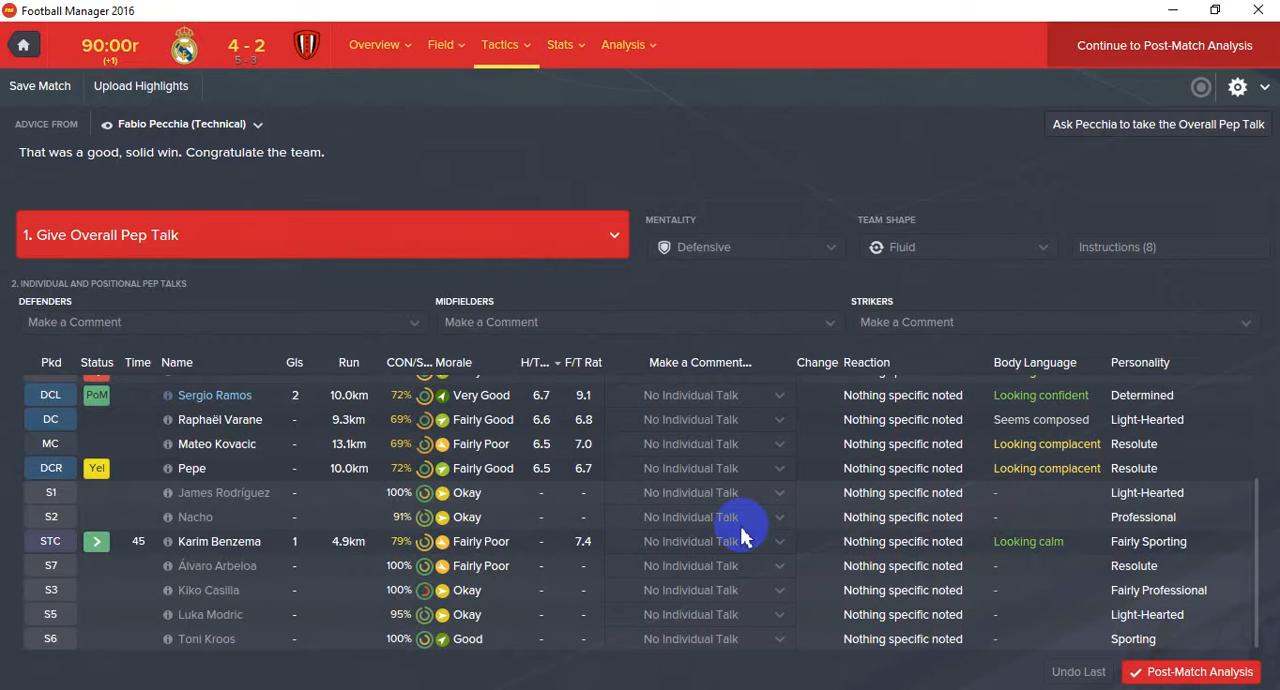 FM Football Manager 2016
90:00r 4 - 2 Overview Field Tactics Stats Analysis Continue to Post-Match Analysis
(+1) 5 - 3
Save Match Upload Highlights
ADVICE FROM Fabio Pecchia (Technical) Ask Pecchia to take the Overall Pep Talk
That was a good, solid win. Congratulate the team.
MENTALITY TEAM SHAPE
1. Give Overall Pep Talk Defensive Fluid Instructions (8)
2. INDIVIDUAL AND POSITIONAL PEP TALKS
DEFENDERS MIDFIELDERS STRIKERS
Make a Comment Make a Comment Make a Comment
Pkd Status Time Name Gls Run CON/S... Morale H/T... F/T Rat Make a Comment... Change Reaction Body Language Personality
DCL PoM Sergio Ramos 2 10.0km 72% Very Good 6.7 9.1 No Individual Talk Nothing specific noted Looking confident Determined
DC Raphaël Varane - 9.3km 69% Fairly Good 6.6 6.8 No Individual Talk Nothing specific noted Seems composed Light-Hearted
MC Mateo Kovacic - 13.1km 69% Fairly Poor 6.5 7.0 No Individual Talk Nothing specific noted Looking complacent Resolute
DCR Yel Pepe - 10.0km 72% Fairly Good 6.5 6.7 No Individual Talk Nothing specific noted Looking complacent Resolute
S1 James Rodríguez - 100% Okay - - No Individual Talk Nothing specific noted - Light-Hearted
S2 Nacho - 91% Okay - - No Individual Talk Nothing specific noted - Professional
STC 45 Karim Benzema 1 4.9km 79% Fairly Poor - 7.4 No Individual Talk Nothing specific noted Looking calm Fairly Sporting
S7 Álvaro Arbeloa - 100% Fairly Poor - - No Individual Talk Nothing specific noted - Resolute
S3 Kiko Casilla - 100% Okay - - No Individual Talk Nothing specific noted - Fairly Professional
S5 Luka Modric - 95% Okay - - No Individual Talk Nothing specific noted - Light-Hearted
S6 Toni Kroos - 100% Good - - No Individual Talk Nothing specific noted - Sporting
Undo Last Post-Match Analysis